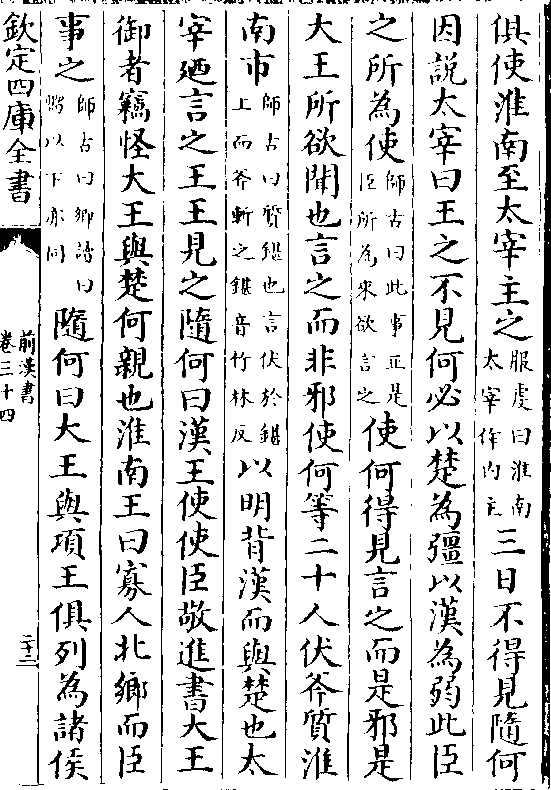 俱使淮南至太宰主之服䖍曰淮南太宰作内主三日不得見隨何
因説太宰曰王之不見何必以楚為彊以漢為弱此臣
之所為使師古曰此事正是臣所為來欲言之使何得見言之而是邪是
大王所欲聞也言之而非邪使何等二十人伏斧質淮
南市師古曰質鍖也言伏於鍖上而斧斬之鍖音竹林反以明背漢而與楚也太
宰廼言之王王見之隨何曰漢王使使臣敬進書大王
御者竊怪大王與楚何親也淮南王曰寡人北鄉而臣
事之師古曰鄉讀曰嚮以下亦同隨何曰大王與項王俱列為諸侯
欽定四庫全書
前漢書
卷三十四
二十二